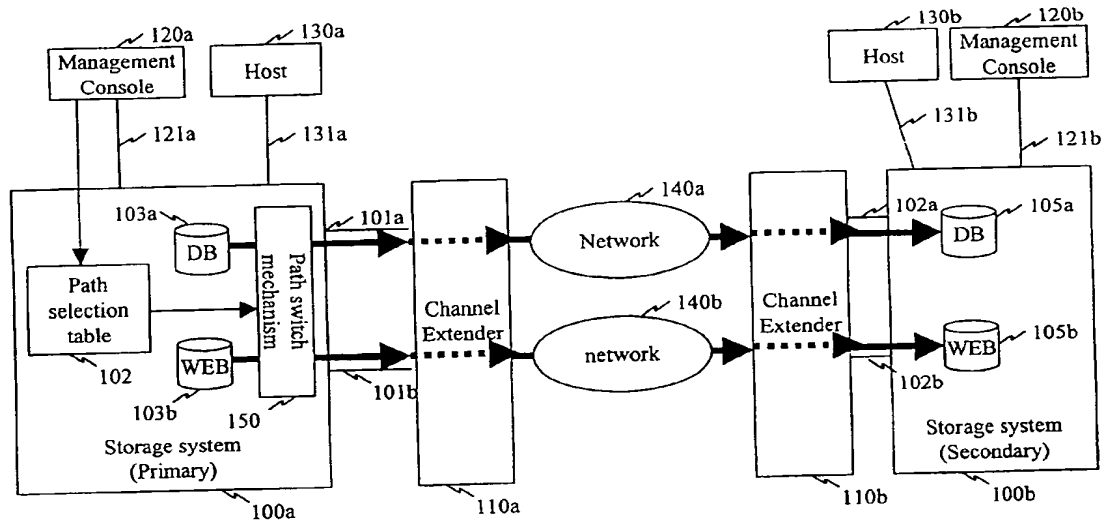 120a
130a
130b
120b
Management
Console
Host
Host
Management
Console
121a
131a
131b
121b
103a
101a
140a
102a
105a
DB
Network
DB
Path
selection
table
Path switch
mechanism
Channel
Extender
140b
Channel
Extender
network
WEB
WEB
105b
102
101b
102b
103b
150
Storage system
(Primary)
Storage system
(Secondary)
100a
110a
110b
100b